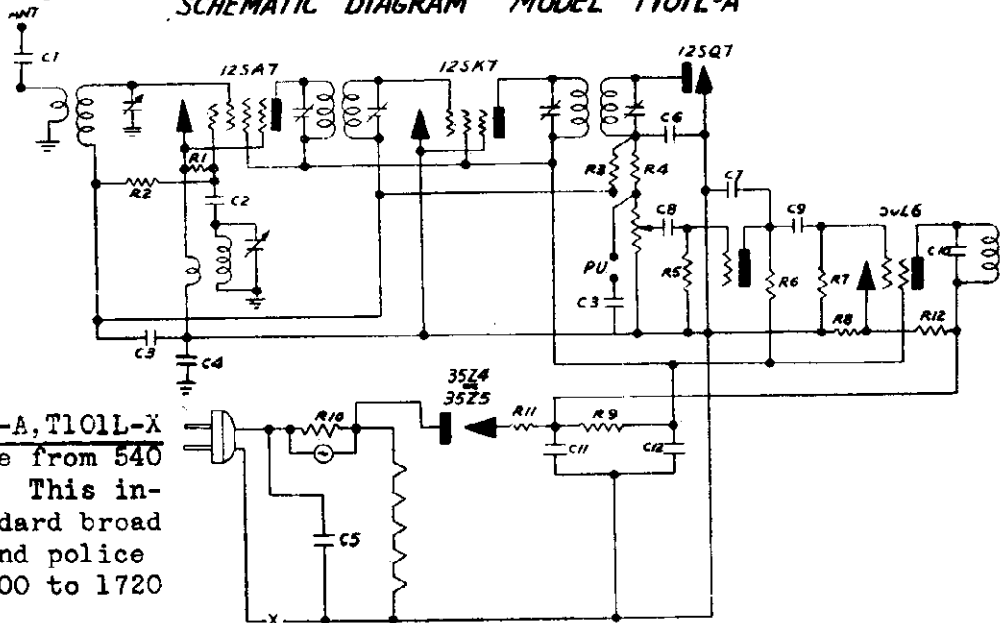 SCHEMATIC DIAGRAM MODEL T101L-A
ANT
C1
12SA7
12SK7
12SQ7
C6
R1
R2
C2
R3
R4
C7
C8
C9
C10
PU
R5
R6
R7
C3
R8
R12
C3
C4
35Z4
OR
35Z5
R10
R11
R9
C11
C12
C5
X
-A, T101L-X
e from 540
This in-
dard broad
nd police
00 to 1720